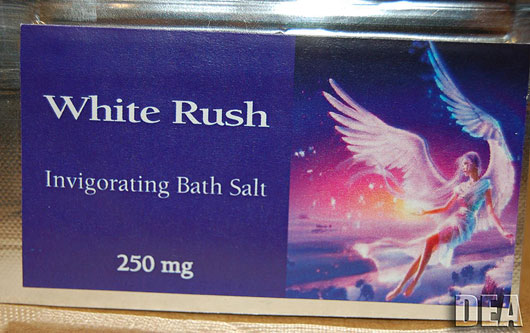 White Rush
Invigorating Bath Salt
250 mg
DEA